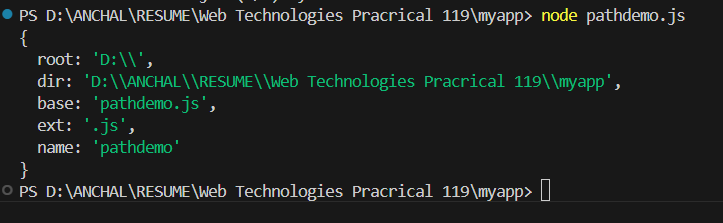 PS D:\ANCHAL\RESUME\Web Technologies Pracrical 119\myapp> node pathdemo.js
{
  root: 'D:\\',
  dir: 'D:\\ANCHAL\\RESUME\\Web Technologies Pracrical 119\\myapp',
  base: 'pathdemo.js',
  ext: '.js',
  name: 'pathdemo'
}
PS D:\ANCHAL\RESUME\Web Technologies Pracrical 119\myapp>